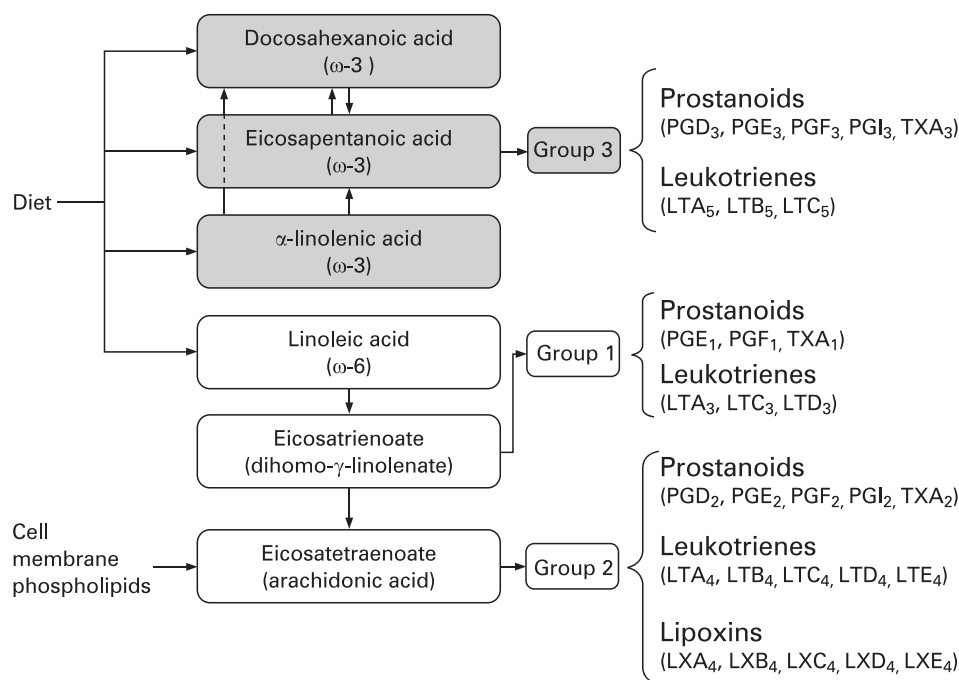 Docosahexanoic acid
(ω-3 )
Prostanoids
(PGD₃, PGE₃, PGF₃, PGI₃, TXA₃)
Eicosapentanoic acid
(ω-3)
Group 3
Leukotrienes
(LTA₅, LTB₅, LTC₅)
Diet
α-linolenic acid
(ω-3)
Prostanoids
(PGE₁, PGF₁, TXA₁)
Linoleic acid
(ω-6)
Group 1
Leukotrienes
(LTA₃, LTC₃, LTD₃)
Eicosatrienoate
(dihomo-γ-linolenate)
Prostanoids
(PGD₂, PGE₂, PGF₂, PGI₂, TXA₂)
Cell
membrane
phospholipids
Eicosatetraenoate
(arachidonic acid)
Group 2
Leukotrienes
(LTA₄, LTB₄, LTC₄, LTD₄, LTE₄)
Lipoxins
(LXA₄, LXB₄, LXC₄, LXD₄, LXE₄)